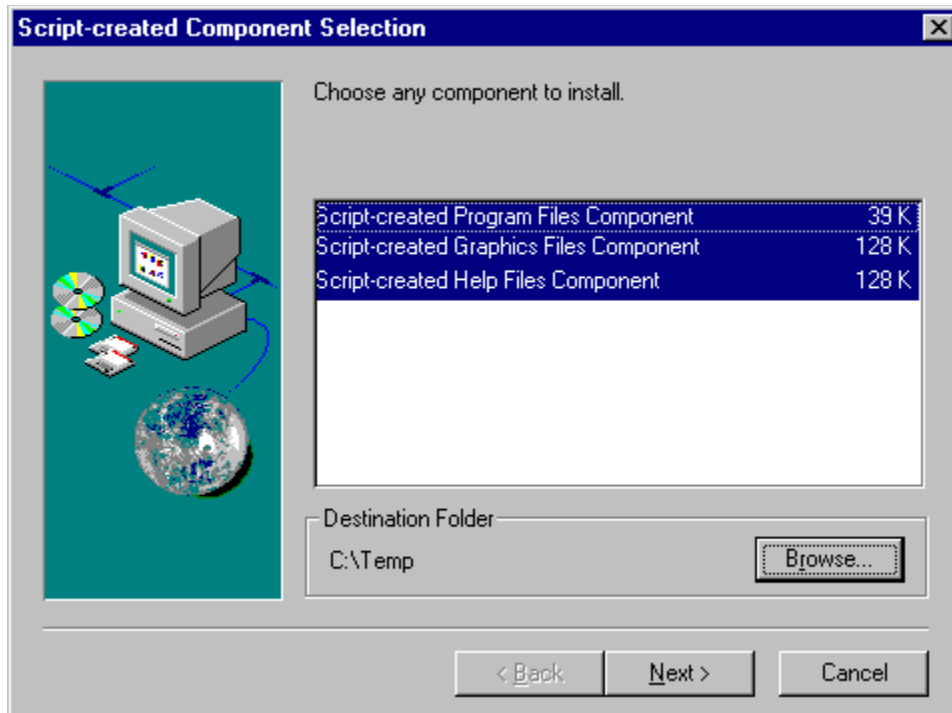 Script-created Component Selection
Choose any component to install.
Script-created Program Files Component 39 K
Script-created Graphics Files Component 128 K
Script-created Help Files Component 128 K
Destination Folder
C:\Temp
Browse...
< Back
Next >
Cancel